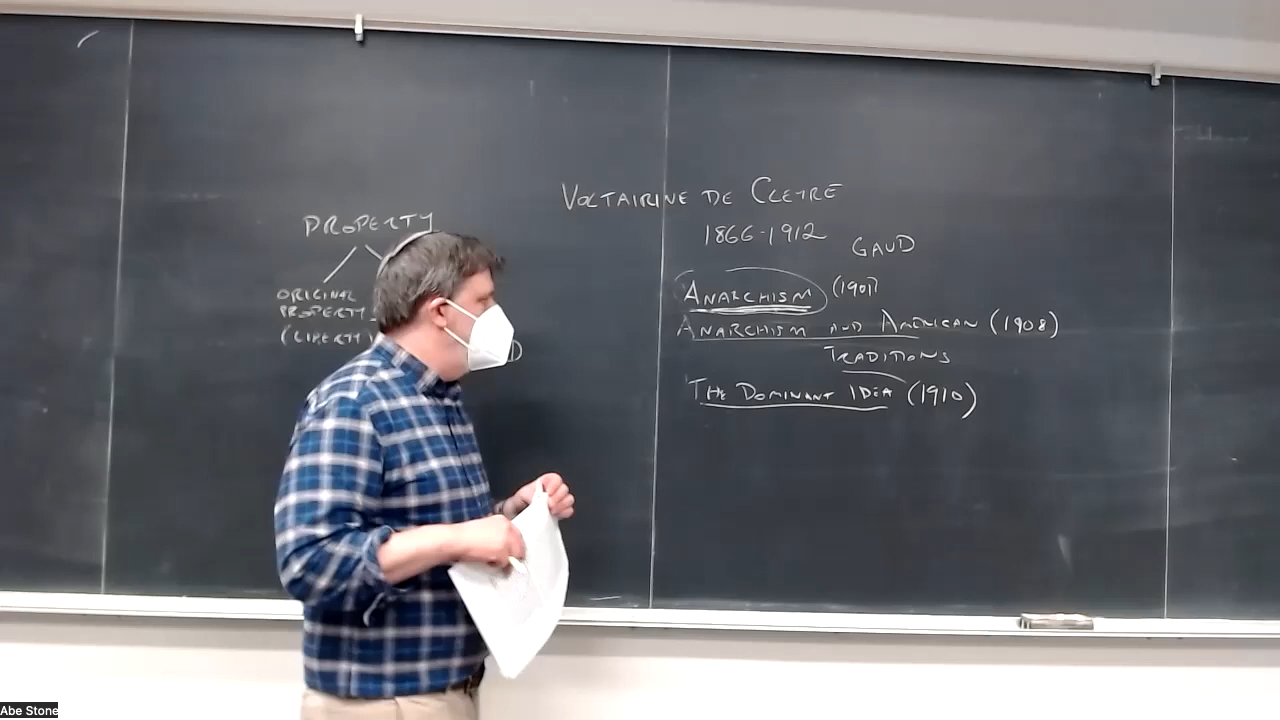 PROPERTY
ORIGINAL
PROPERTY
(LIBERTY)
VOLTAIRINE DE CLEYRE
1866-1912
GAUD
ANARCHISM (1901)
ANARCHISM AND AMERICAN (1908)
TRADITIONS
THE DOMINANT IDEA (1910)
Abe Stone